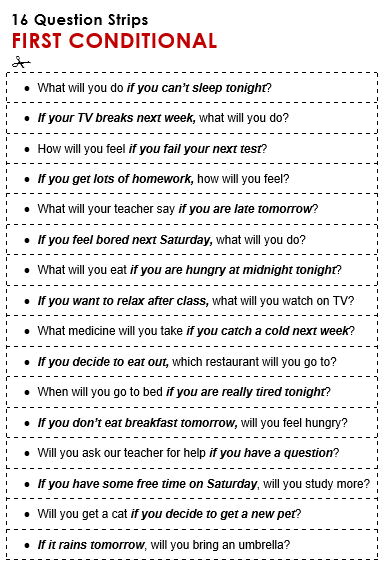 16 Question Strips
FIRST CONDITIONAL
• What will you do if you can't sleep tonight?
• If your TV breaks next week, what will you do?
• How will you feel if you fail your next test?
• If you get lots of homework, how will you feel?
• What will your teacher say if you are late tomorrow?
• If you feel bored next Saturday, what will you do?
• What will you eat if you are hungry at midnight tonight?
• If you want to relax after class, what will you watch on TV?
• What medicine will you take if you catch a cold next week?
• If you decide to eat out, which restaurant will you go to?
• When will you go to bed if you are really tired tonight?
• If you don't eat breakfast tomorrow, will you feel hungry?
• Will you ask our teacher for help if you have a question?
• If you have some free time on Saturday, will you study more?
• Will you get a cat if you decide to get a new pet?
• If it rains tomorrow, will you bring an umbrella?